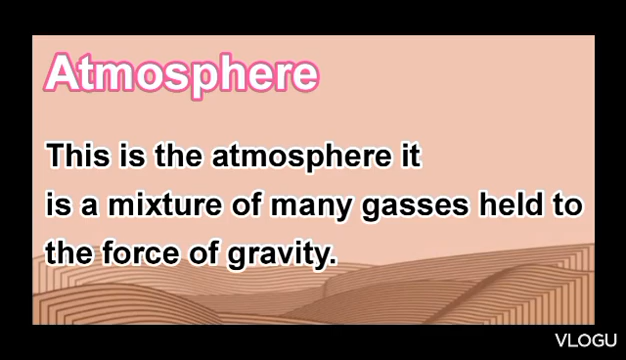 Atmosphere
This is the atmosphere it
is a mixture of many gasses held to
the force of gravity.
VLOGU